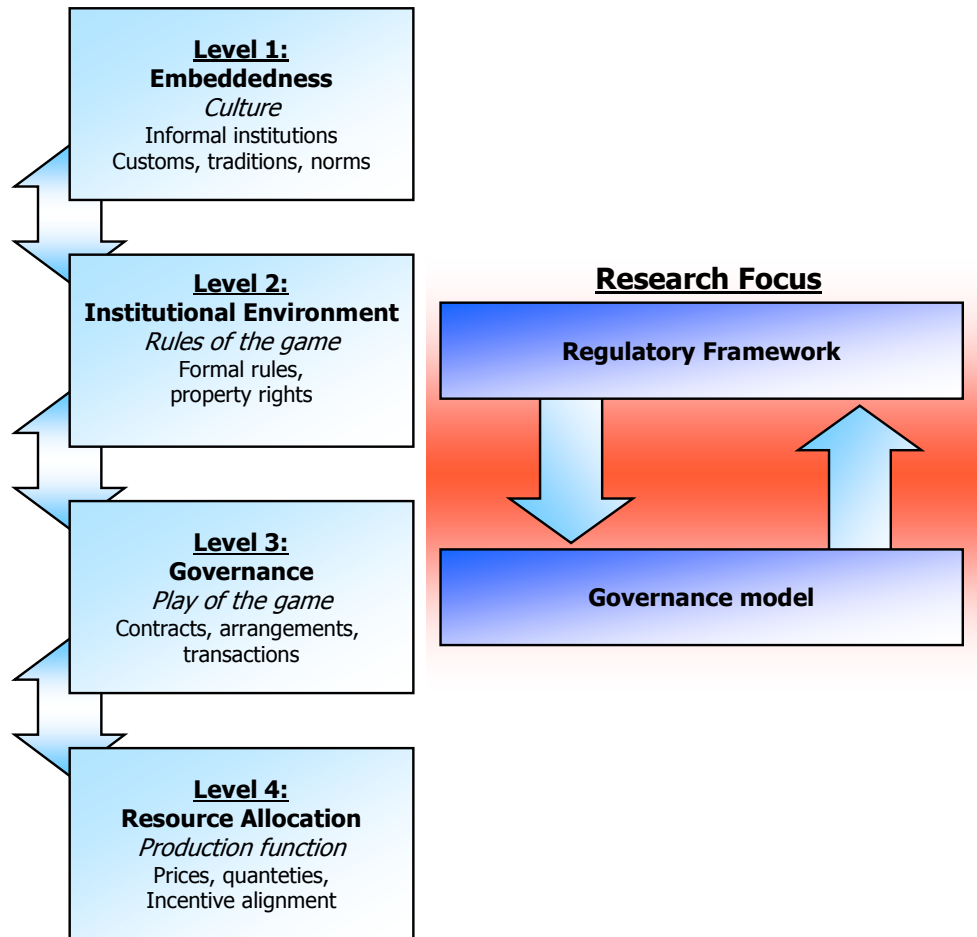 Level 1:
Embeddedness
Culture
Informal institutions
Customs, traditions, norms
Level 2:
Institutional Environment
Rules of the game
Formal rules,
property rights
Level 3:
Governance
Play of the game
Contracts, arrangements,
transactions
Level 4:
Resource Allocation
Production function
Prices, quanteties,
Incentive alignment
Research Focus
Regulatory Framework
Governance model